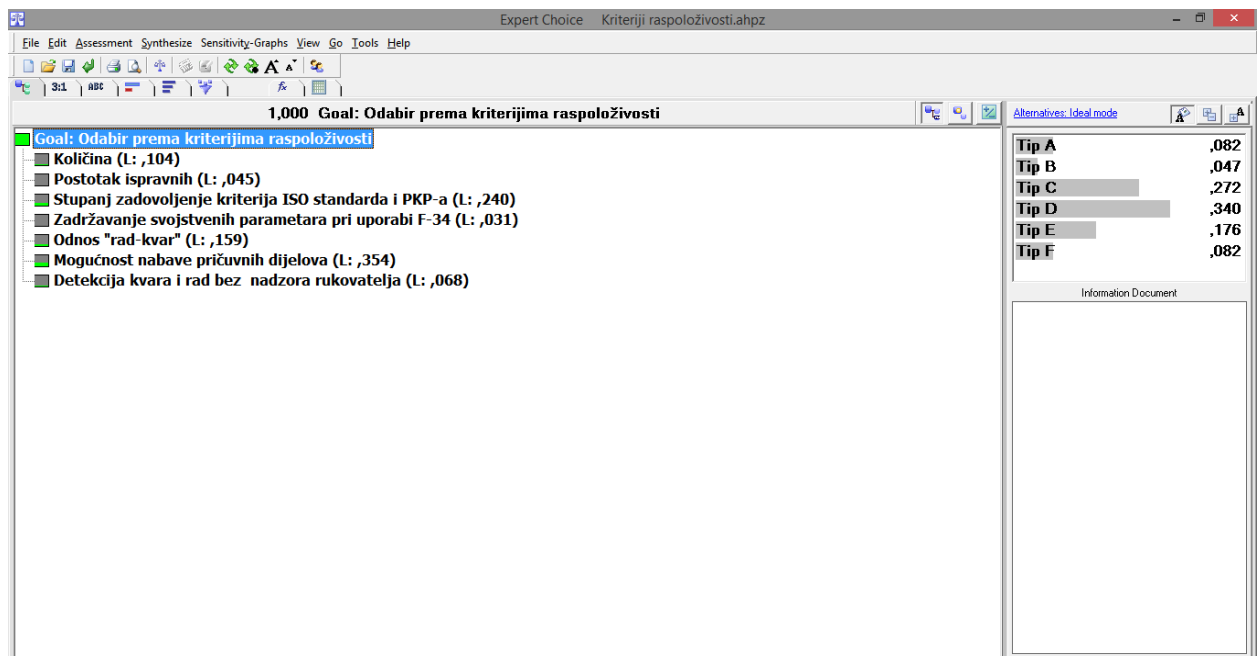 Expert Choice Kriteriji raspoloživosti.ahpz
File Edit Assessment Synthesize Sensitivity-Graphs View Go Tools Help
3:1 ABC fx
1,000 Goal: Odabir prema kriterijima raspoloživosti
Alternatives: Ideal mode
Goal: Odabir prema kriterijima raspoloživosti
Količina (L: ,104)
Postotak ispravnih (L: ,045)
Stupanj zadovoljenje kriterija ISO standarda i PKP-a (L: ,240)
Zadržavanje svojstvenih parametara pri uporabi F-34 (L: ,031)
Odnos "rad-kvar" (L: ,159)
Mogućnost nabave pričuvnih dijelova (L: ,354)
Detekcija kvara i rad bez nadzora rukovatelja (L: ,068)
Tip A ,082
Tip B ,047
Tip C ,272
Tip D ,340
Tip E ,176
Tip F ,082
Information Document